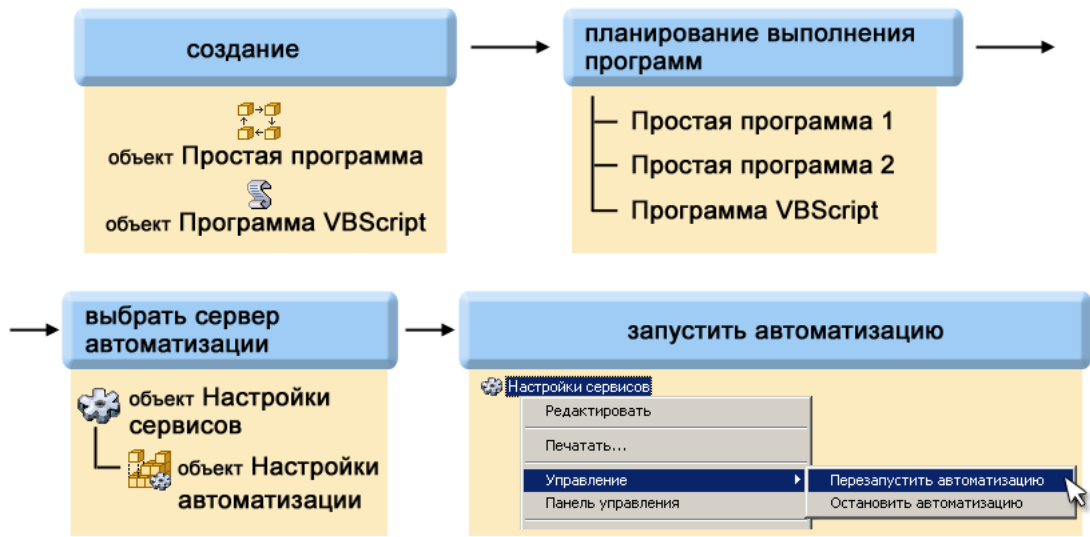 создание
объект Простая программа
объект Программа VBScript
планирование выполнения
программ
Простая программа 1
Простая программа 2
Программа VBScript
выбрать сервер
автоматизации
объект Настройки
сервисов
объект Настройки
автоматизации
запустить автоматизацию
Настройки сервисов
Редактировать
Печатать...
Управление
Панель управления
Перезапустить автоматизацию
Остановить автоматизацию